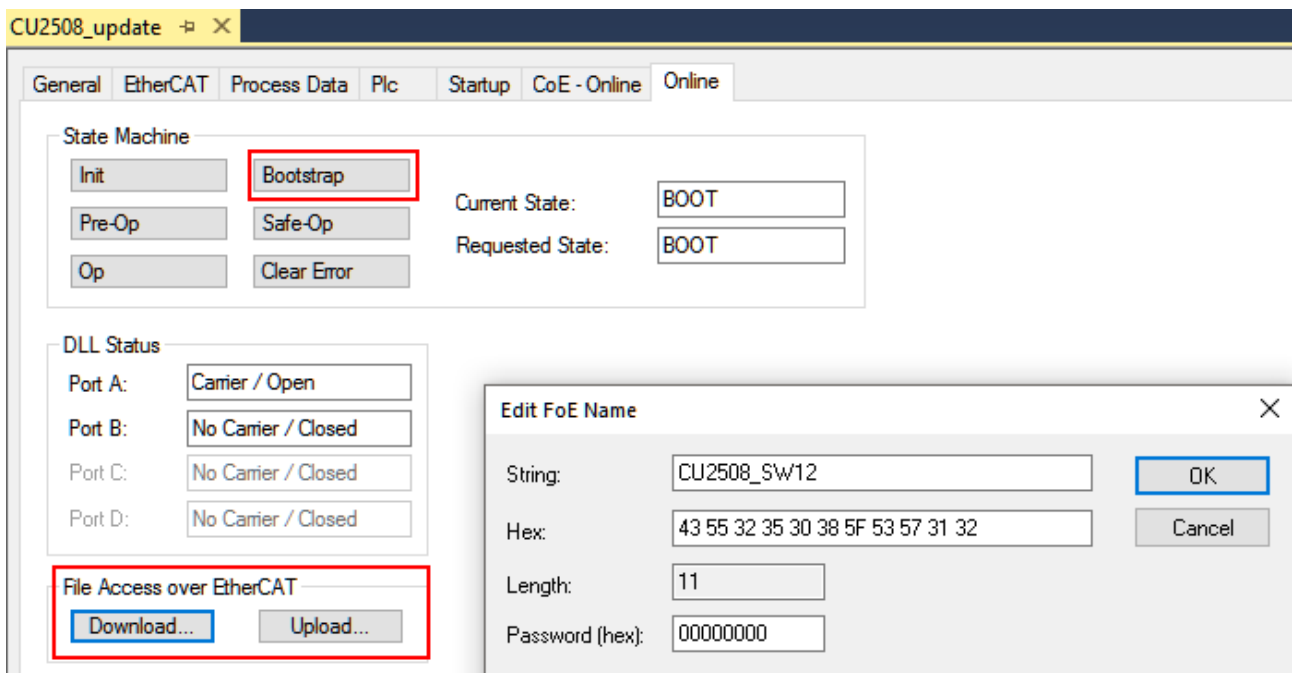 CU2508_update
General EtherCAT Process Data Plc Startup CoE - Online Online
State Machine
Init Bootstrap
Pre-Op Safe-Op
Op Clear Error
Current State: BOOT
Requested State: BOOT
DLL Status
Port A: Carrier / Open
Port B: No Carrier / Closed
Port C: No Carrier / Closed
Port D: No Carrier / Closed
File Access over EtherCAT
Download... Upload...
Edit FoE Name
String: CU2508_SW12
Hex: 43 55 32 35 30 38 5F 53 57 31 32
Length: 11
Password (hex): 00000000
OK
Cancel